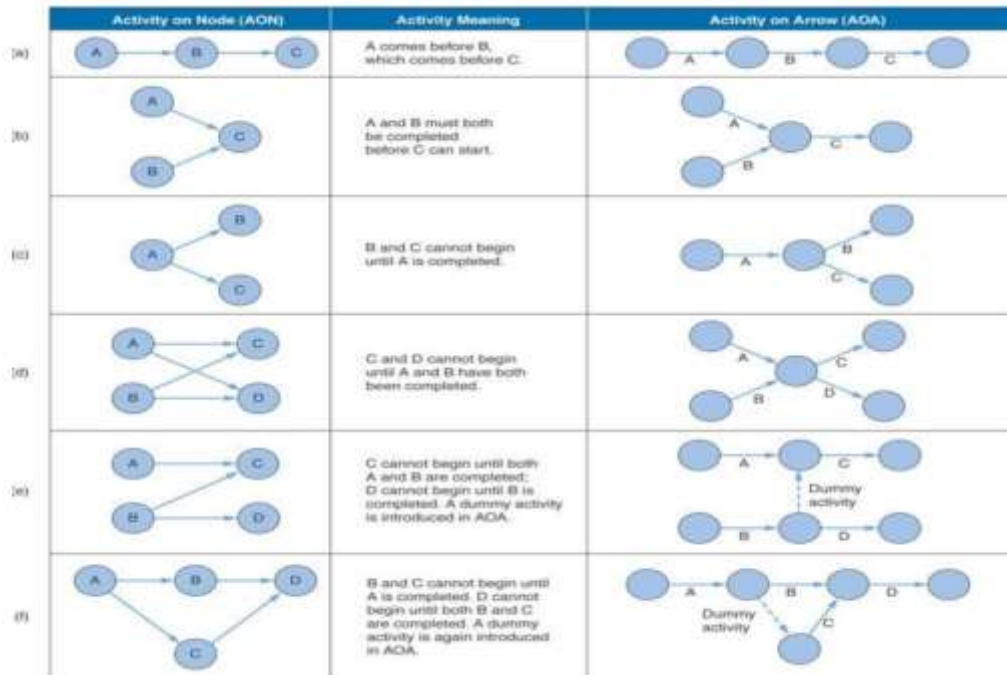 Activity on Node (AON)
Activity Meaning
Activity on Arrow (AOA)
(a)
A
B
C
A comes before B,
which comes before C.
A
B
C
(b)
A
B
C
A and B must both
be completed
before C can start.
A
B
C
(c)
A
B
C
B and C cannot begin
until A is completed.
A
B
C
(d)
A
B
C
D
C and D cannot begin
until A and B have both
been completed.
A
B
C
D
(e)
A
B
C
D
C cannot begin until both
A and B are completed;
D cannot begin until B is
completed. A dummy activity
is introduced in AOA.
A
C
Dummy
activity
B
D
(f)
A
B
D
C
B and C cannot begin until
A is completed. D cannot
begin until both B and C
are completed. A dummy
activity is again introduced
in AOA.
A
B
D
Dummy
activity
C